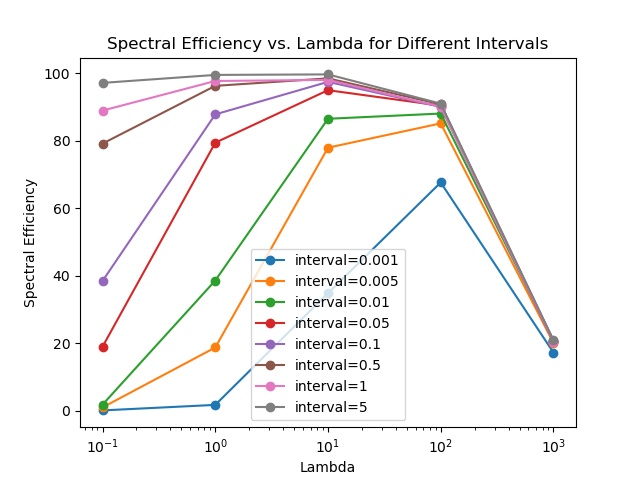 Spectral Efficiency vs. Lambda for Different Intervals
Spectral Efficiency
100
80
60
40
20
0
interval=0.001
interval=0.005
interval=0.01
interval=0.05
interval=0.1
interval=0.5
interval=1
interval=5
10⁻¹ 10⁰ 10¹ 10² 10³
Lambda